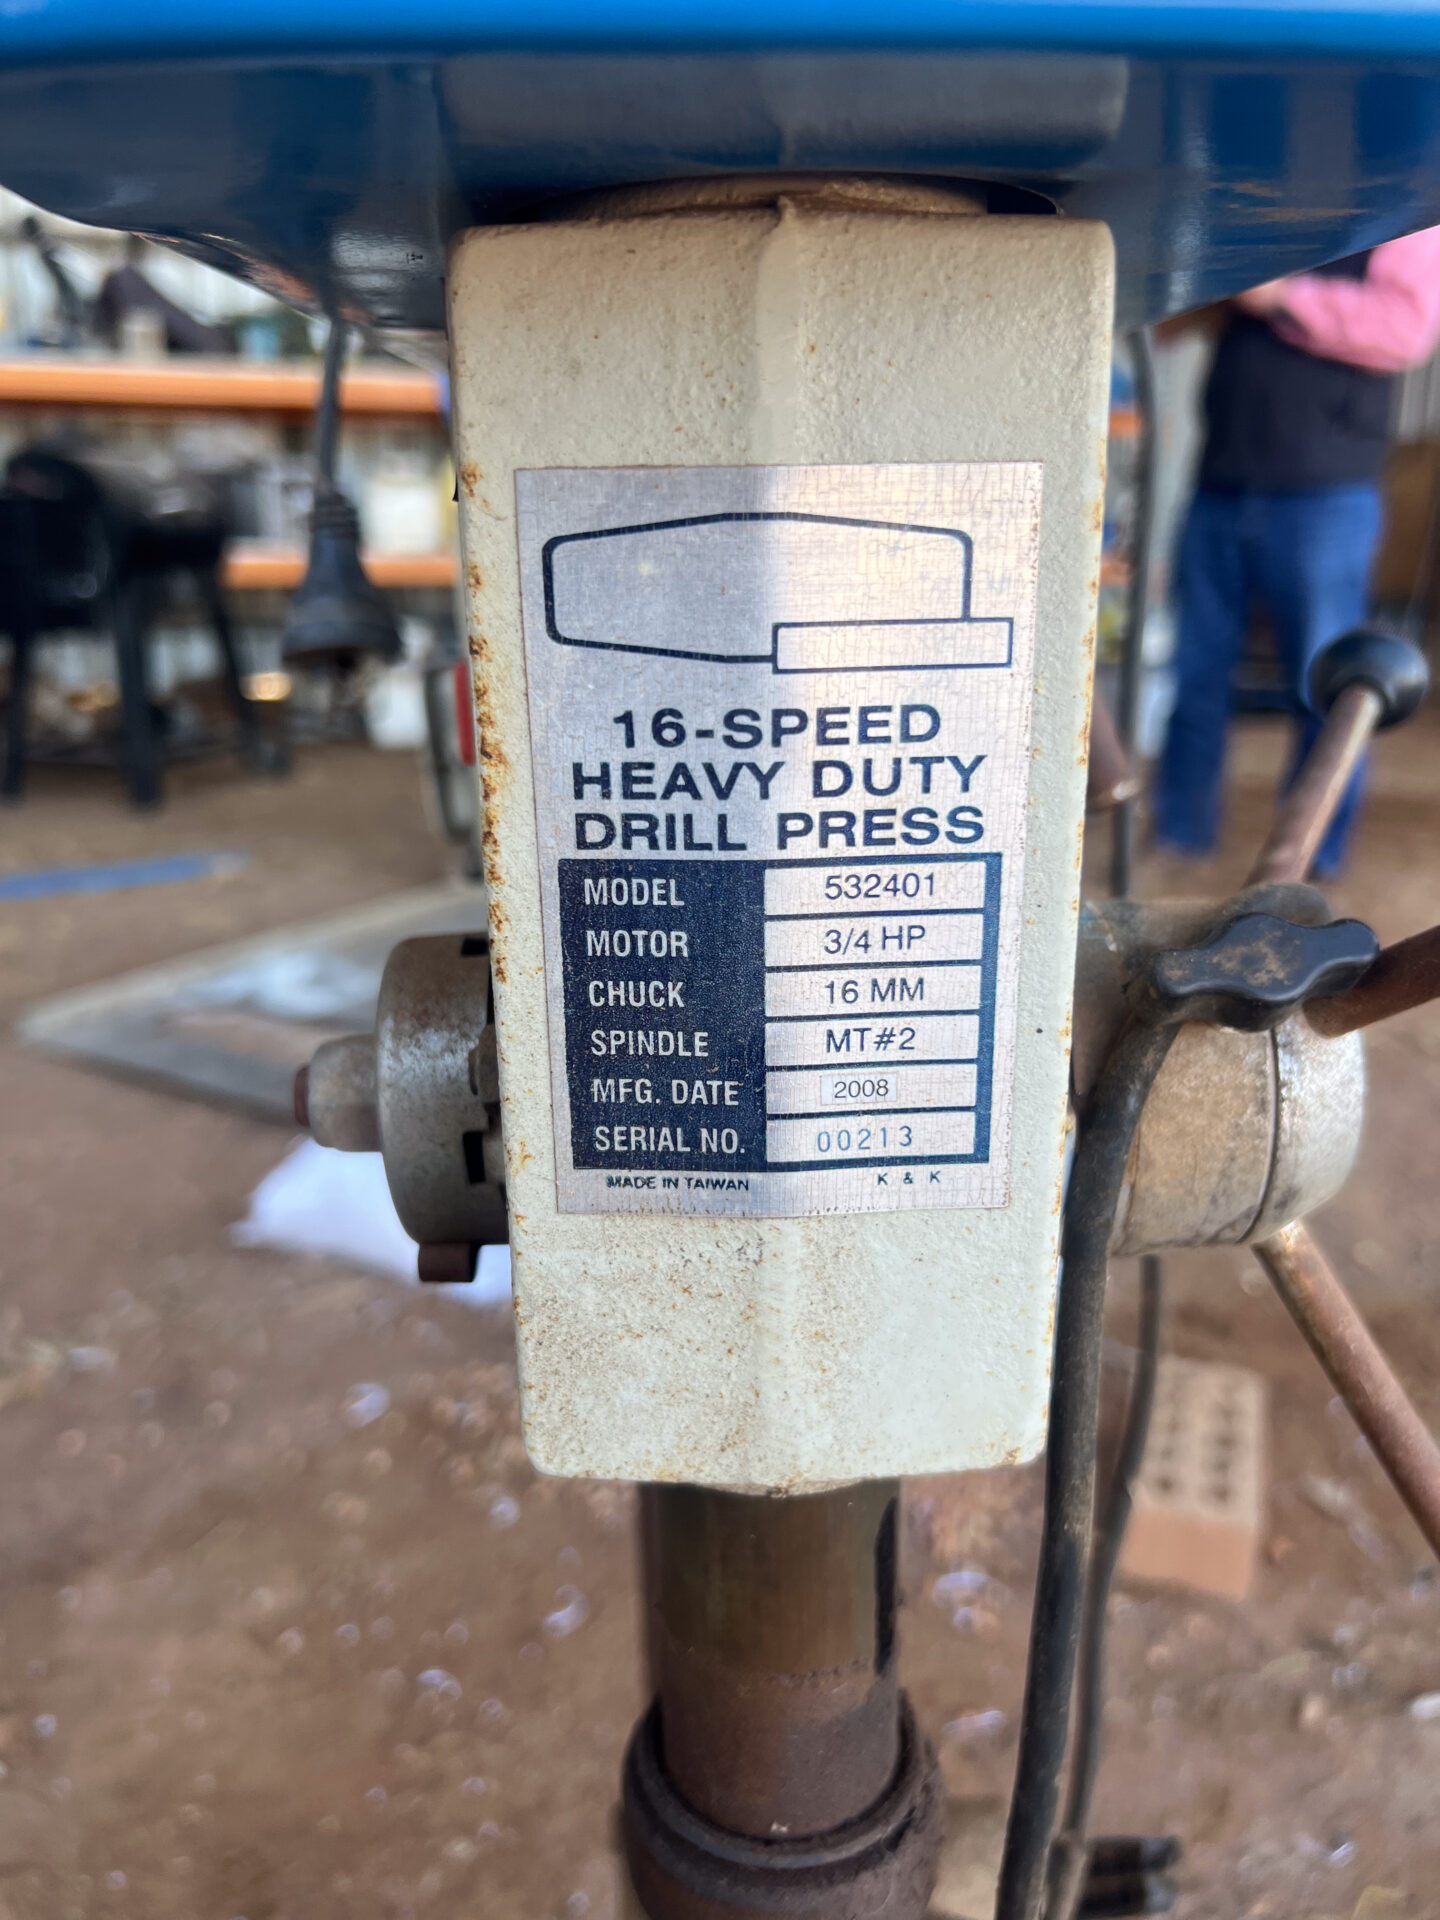 16-SPEED
HEAVY DUTY
DRILL PRESS
MODEL 532401
MOTOR 3/4 HP
CHUCK 16 MM
SPINDLE MT#2
MFG. DATE 2008
SERIAL NO. 00213
MADE IN TAIWAN K & K